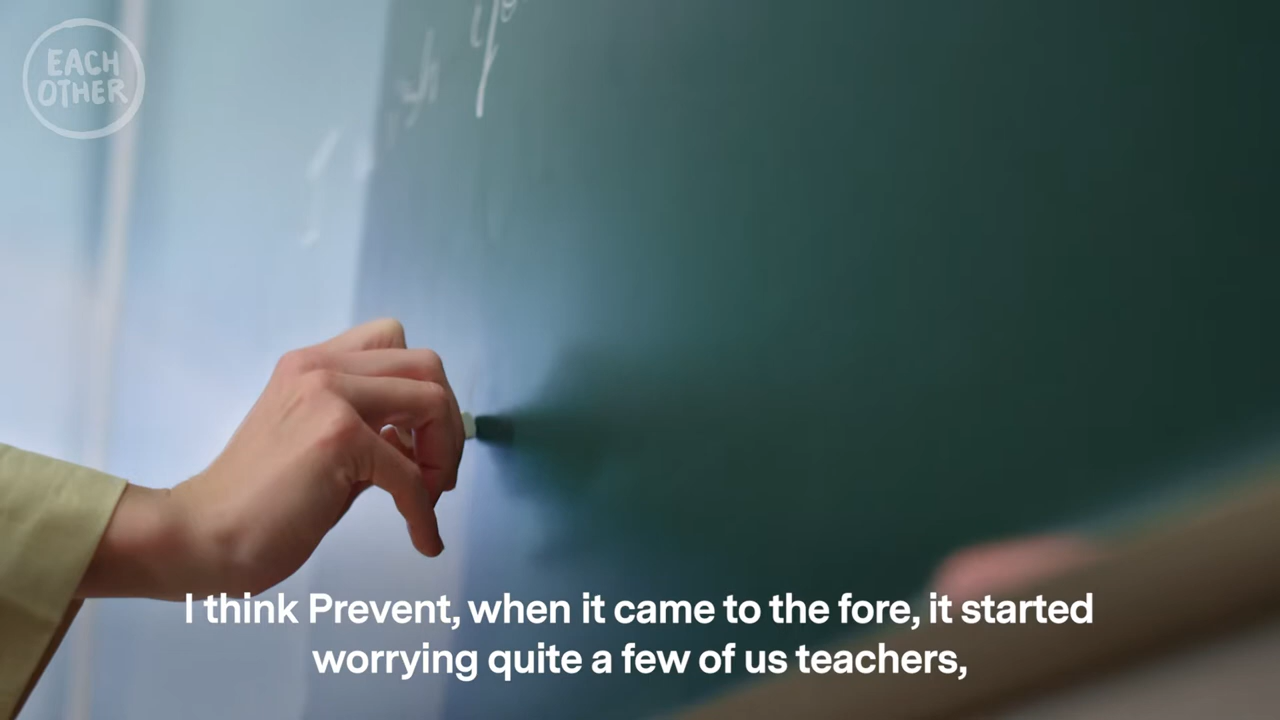 EACH
OTHER
I think Prevent, when it came to the fore, it started
worrying quite a few of us teachers,